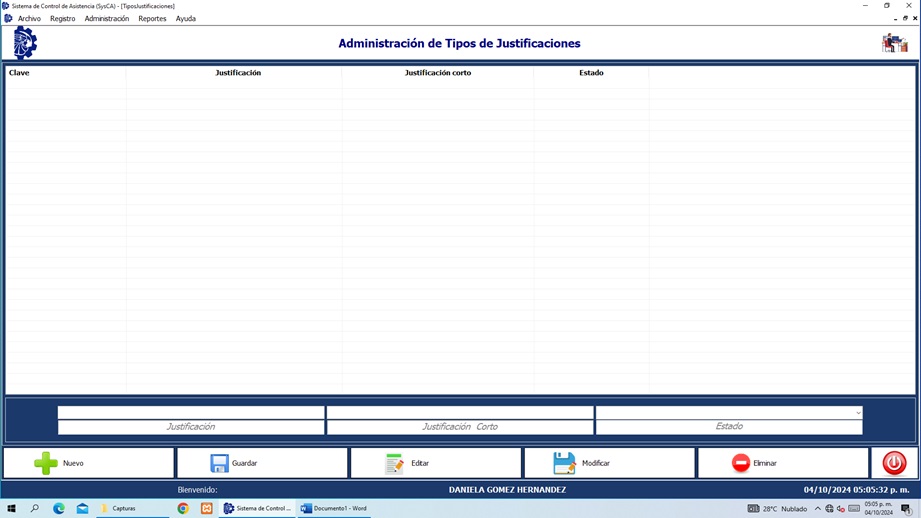 Sistema de Control de Asistencia (SysCA) - [TiposJustificaciones]
Archivo Registro Administración Reportes Ayuda
Administración de Tipos de Justificaciones
Clave Justificación Justificación corto Estado
Justificación Justificación Corto Estado
Nuevo Guardar Editar Modificar Eliminar
Bienvenido: DANIELA GOMEZ HERNANDEZ 04/10/2024 05:05:32 p. m.
Capturas Sistema de Control ... Documento1 - Word 28°C Nublado 05:05 p. m.
04/10/2024